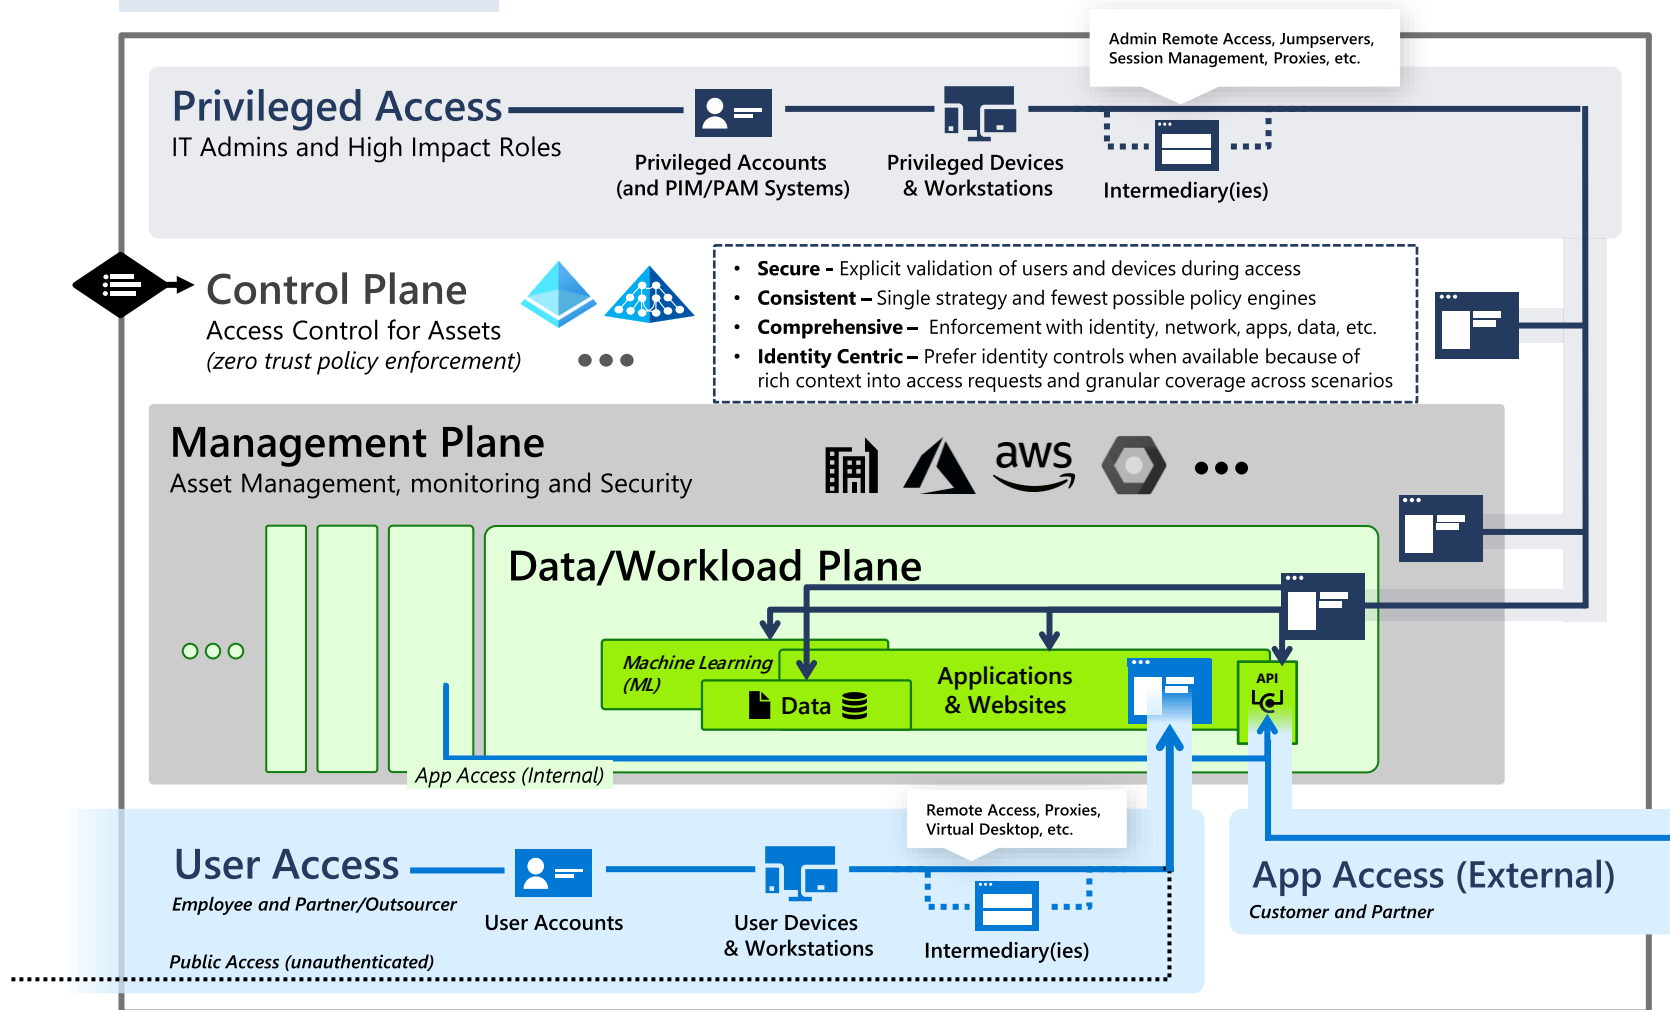 Admin Remote Access, Jumpservers,
Session Management, Proxies, etc.
Privileged Access
IT Admins and High Impact Roles
Privileged Accounts
(and PIM/PAM Systems)
Privileged Devices
& Workstations
Intermediary(ies)
Control Plane
Access Control for Assets
(zero trust policy enforcement)
• Secure - Explicit validation of users and devices during access
• Consistent – Single strategy and fewest possible policy engines
• Comprehensive – Enforcement with identity, network, apps, data, etc.
• Identity Centric – Prefer identity controls when available because of
rich context into access requests and granular coverage across scenarios
Management Plane
Asset Management, monitoring and Security
aws
Data/Workload Plane
Machine Learning
(ML)
Data
Applications
& Websites
API
App Access (Internal)
Remote Access, Proxies,
Virtual Desktop, etc.
User Access
Employee and Partner/Outsourcer
Public Access (unauthenticated)
User Accounts
User Devices
& Workstations
Intermediary(ies)
App Access (External)
Customer and Partner